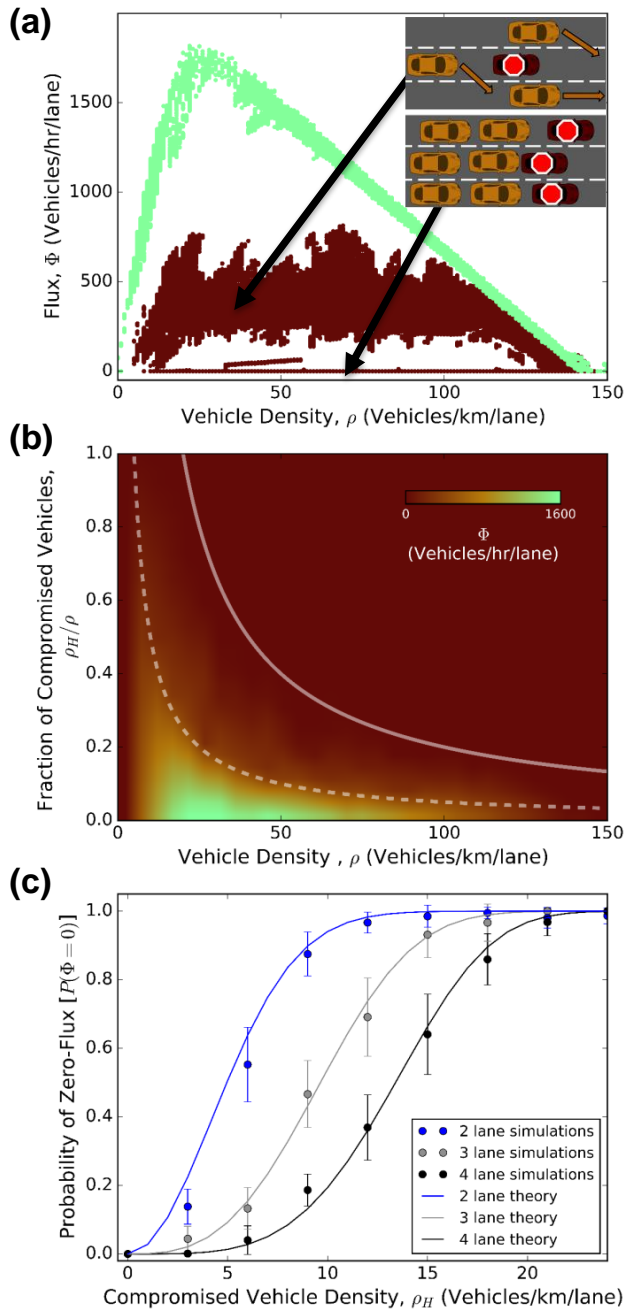 (a)
1500
1000
500
0
Flux, Φ (Vehicles/hr/lane)
0 50 100 150
Vehicle Density, ρ (Vehicles/km/lane)
(b)
1.0
0.8
0.6
0.4
0.2
0.0
Fraction of Compromised Vehicles,
ρ_H/ρ
0 1600
Φ
(Vehicles/hr/lane)
0 50 100 150
Vehicle Density , ρ (Vehicles/km/lane)
(c)
1.0
0.8
0.6
0.4
0.2
0.0
Probability of Zero-Flux [P(Φ = 0)]
2 lane simulations
3 lane simulations
4 lane simulations
2 lane theory
3 lane theory
4 lane theory
0 5 10 15 20
Compromised Vehicle Density, ρ_H (Vehicles/km/lane)